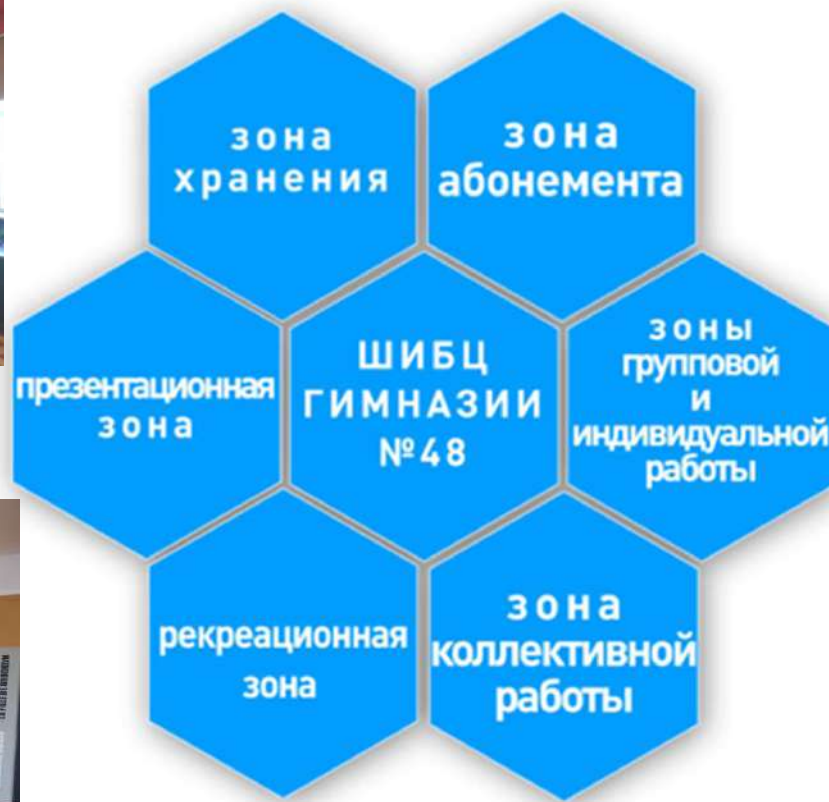 зона
хранения
зона
абонемента
презентационная
зона
ШИБЦ
ГИМНАЗИИ
№48
зоны
групповой
и
индивидуальной
работы
рекреационная
зона
зона
коллективной
работы